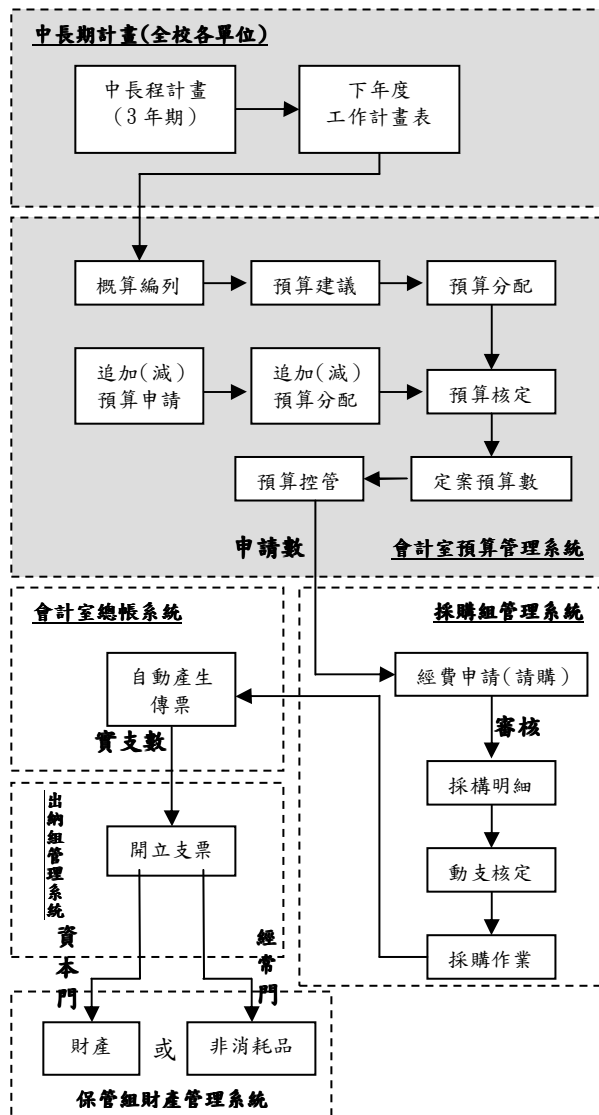 中長期計畫(全校各單位)
中長程計畫
(3年期)
下年度
工作計畫表
概算編列
預算建議
預算分配
追加(減)
預算申請
追加(減)
預算分配
預算核定
預算控管
定案預算數
申請數
會計室預算管理系統
會計室總帳系統
採購組管理系統
自動產生
傳票
經費申請(請購)
實支數
審核
採構明細
出納組管理系統
開立支票
動支核定
資本門
經常門
採購作業
財產
或
非消耗品
保管組財產管理系統